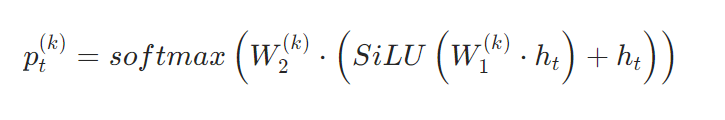 p_t^{(k)} = softmax(W_2^{(k)} · (SiLU(W_1^{(k)} · h_t) + h_t))